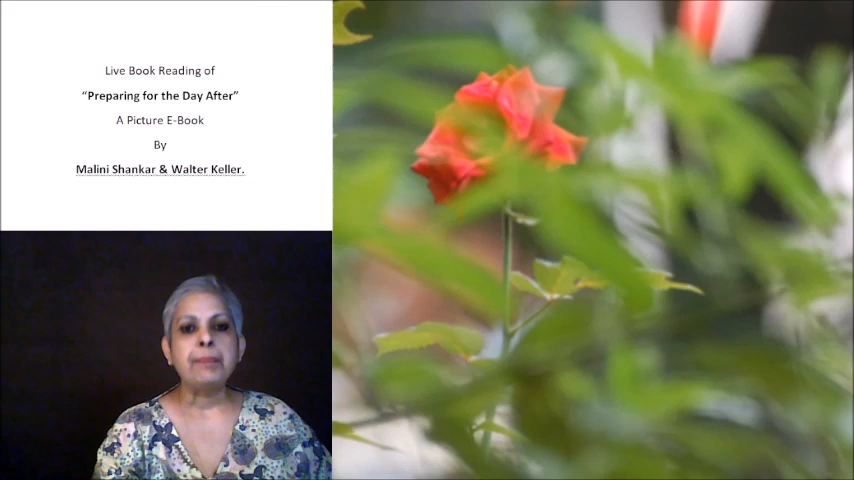 Live Book Reading of
“Preparing for the Day After”
A Picture E-Book
By
Malini Shankar & Walter Keller.